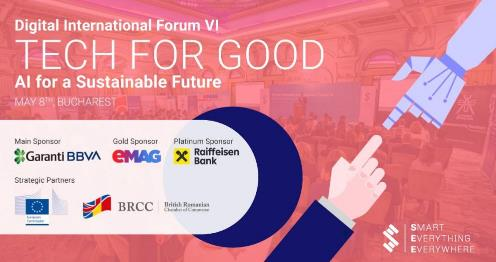 Digital International Forum VI
TECH FOR GOOD
AI for a Sustainable Future
MAY 8TH, BUCHAREST
Main Sponsor
Garanti BBVA
Gold Sponsor
eMAG
Platinum Sponsor
Raiffeisen
Bank
Strategic Partners
European
Commission
BRCC
British Romanian
Chamber of Commerce
SMART
EVERYTHING
EVERYWHERE